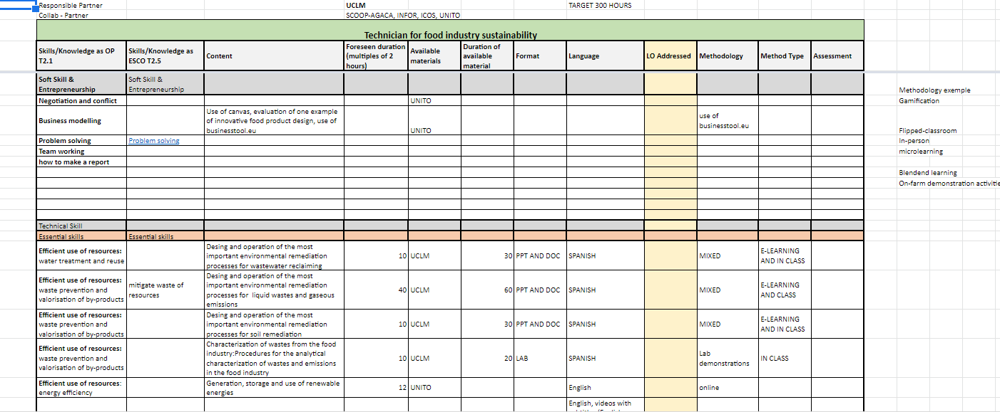 Responsible Partner UCLM TARGET 300 HOURS
Collab - Partner SCOOP-AGACA, INFOR, ICOS, UNITO
Technician for food industry sustainability
Skills/Knowledge as OP T2.1 Skills/Knowledge as ESCO T2.5 Content Foreseen duration (multiples of 2 hours) Available materials Duration of available material Format Language LO Addressed Methodology Method Type Assessment
Soft Skill & Entrepreneurship Soft Skill & Entrepreneurship Methodology exemple
Negotiation and conflict UNITO Gamification
Business modelling Use of canvas, evaluation of one example of innovative food product design, use of businesstool.eu UNITO use of businesstool.eu Flipped-classroom
Problem solving Problem solving In-person
Team working microlearning
how to make a report
Blendend learning
On-farm demonstration activitie
Technical Skill
Essential skills Essential skills
Efficient use of resources: water treatment and reuse Desing and operation of the most important environmental remediation processes for wastewater reclaiming 10 UCLM 30 PPT AND DOC SPANISH MIXED E-LEARNING AND IN CLASS
Efficient use of resources: waste prevention and valorisation of by-products mitigate waste of resources Desing and operation of the most important environmental remediation processes for liquid wastes and gaseous emissions 40 UCLM 60 PPT AND DOC SPANISH MIXED E-LEARNING AND CLASS
Efficient use of resources: waste prevention and valorisation of by-products Desing and operation of the most important environmental remediation processes for soil remediation 10 UCLM 30 PPT AND DOC SPANISH MIXED E-LEARNING AND IN CLASS
Efficient use of resources: waste prevention and valorisation of by-products Characterization of wastes from the food industry:Procedures for the analytical characterization of wastes and emissions in the food industry 10 UCLM 20 LAB SPANISH Lab demonstrations IN CLASS
Efficient use of resources: energy efficiency Generation, storage and use of renewable energies 12 UNITO English online
English, videos with